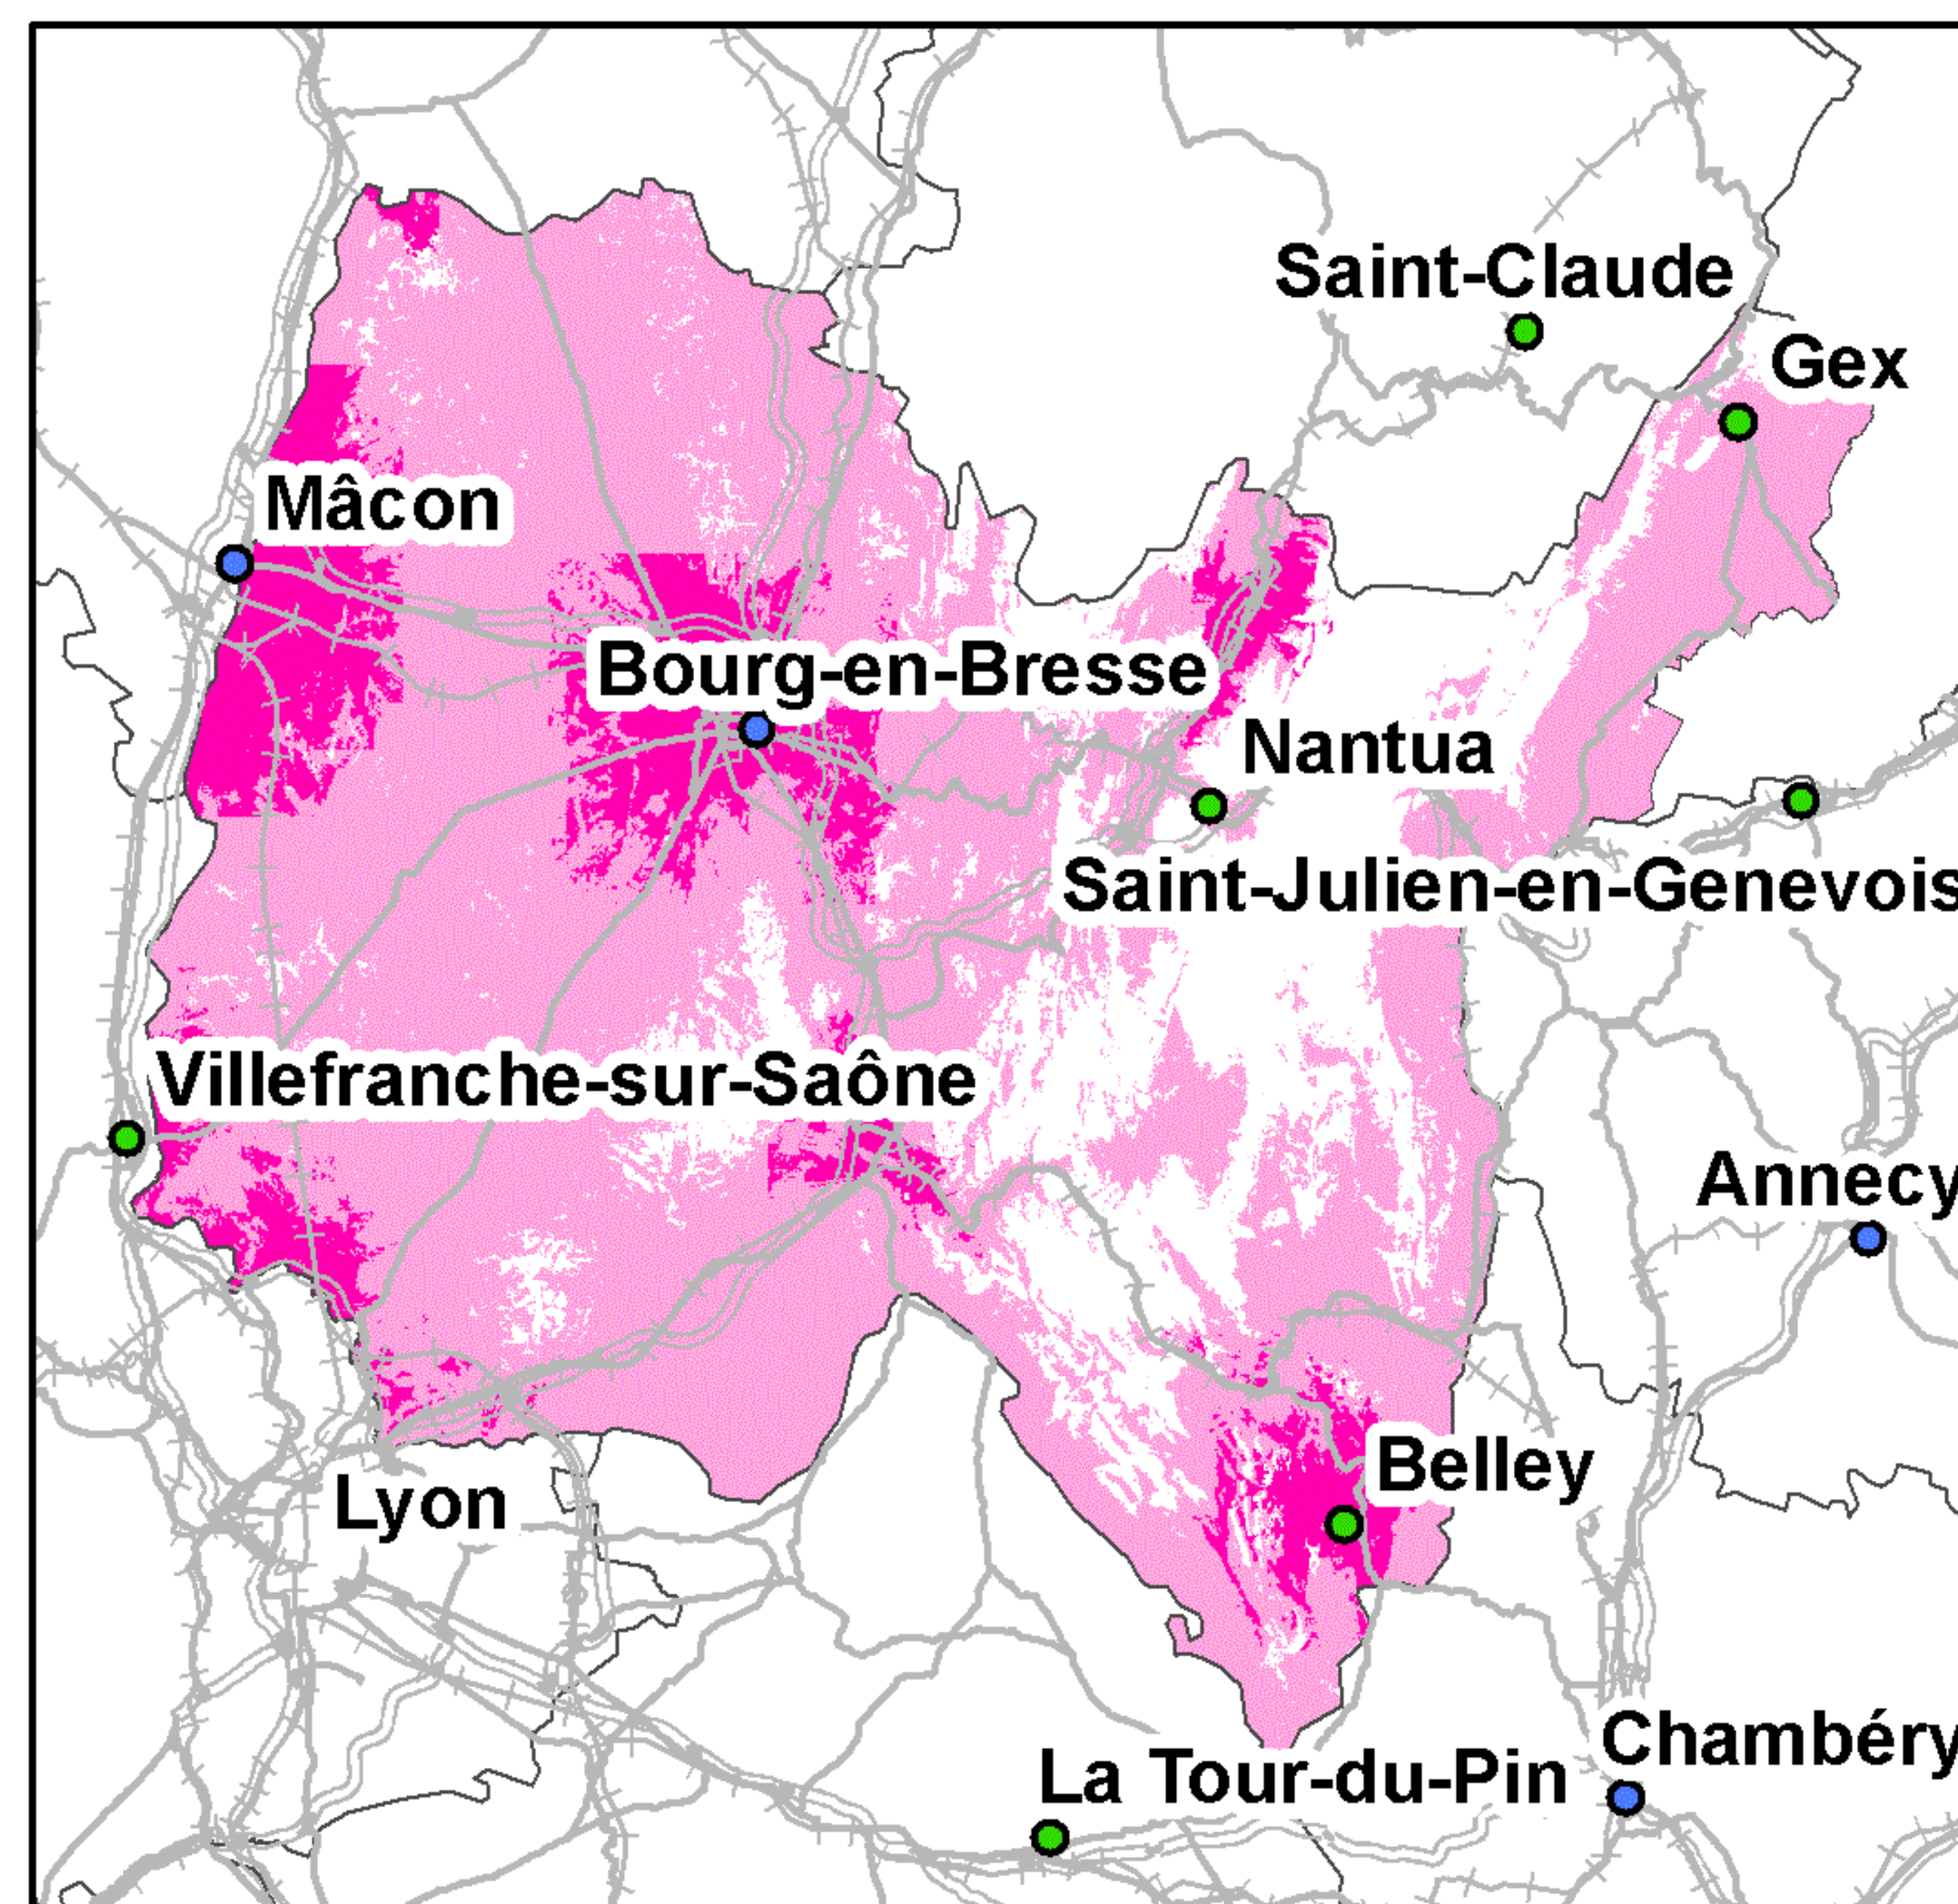 Saint-Claude
Gex
Mâcon
Bourg-en-Bresse
Nantua
Saint-Julien-en-Genevois
Villefranche-sur-Saône
Annecy
Belley
Lyon
Chambéry
La Tour-du-Pin